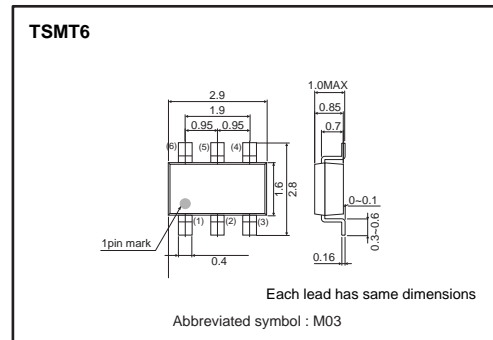 TSMT6
2.9
1.9
0.95 0.95
(6) (5) (4)
1.6
2.8
(1) (2) (3)
1pin mark
0.4
1.0MAX
0.85
0.7
0~0.1
0.3~0.6
0.16
Each lead has same dimensions
Abbreviated symbol : M03